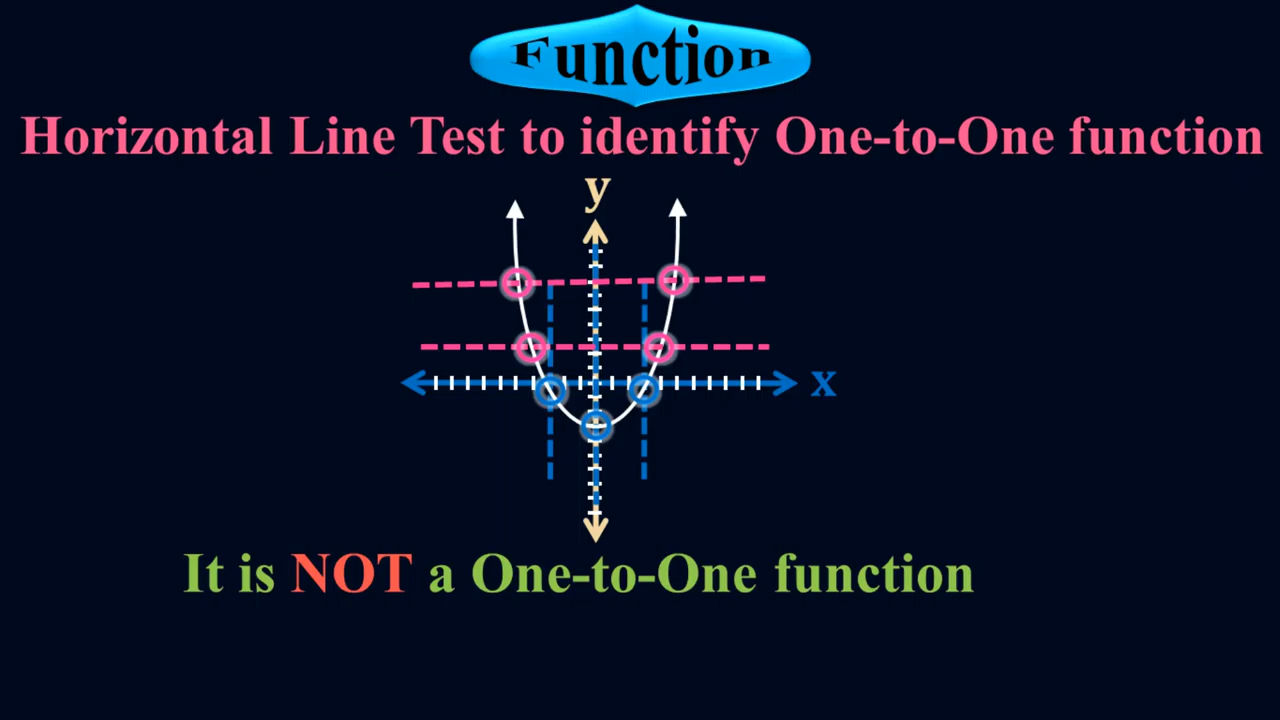 Function
Horizontal Line Test to identify One-to-One function
y
x
It is NOT a One-to-One function